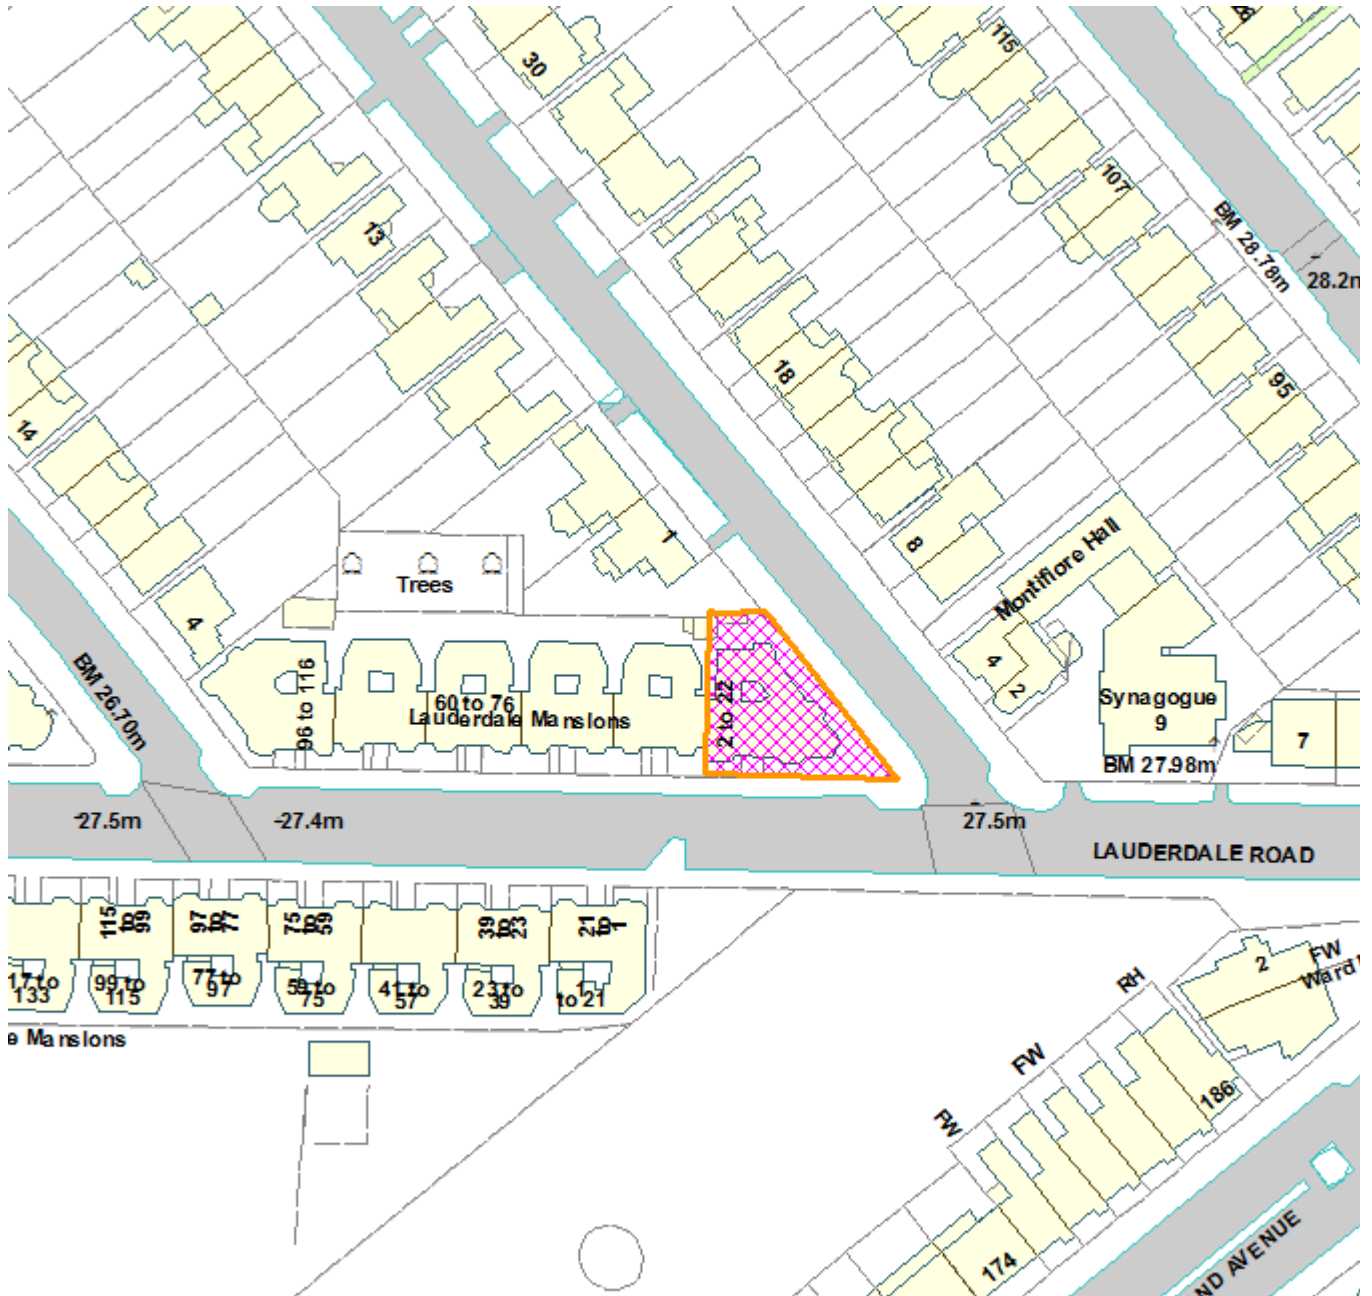 30
115
13
107
BM 28.78m
28.2m
18
95
14
8
1
Trees
Montifiore Hall
4
4
2
BM 26.70m
96 to 116
60 to 76
Lauderdale Mansions
2 to 22
Synagogue
9
7
BM 27.98m
27.5m
27.4m
27.5m
LAUDERDALE ROAD
115
to
99
97
to
77
75
to
59
39
to
23
21
to
1
17 to
133
99 to
115
77 to
97
59 to
75
41 to
57
23 to
39
1
to 21
e Mansions
2
FW
Ward
RH
FW
FW
186
174
ND AVENUE